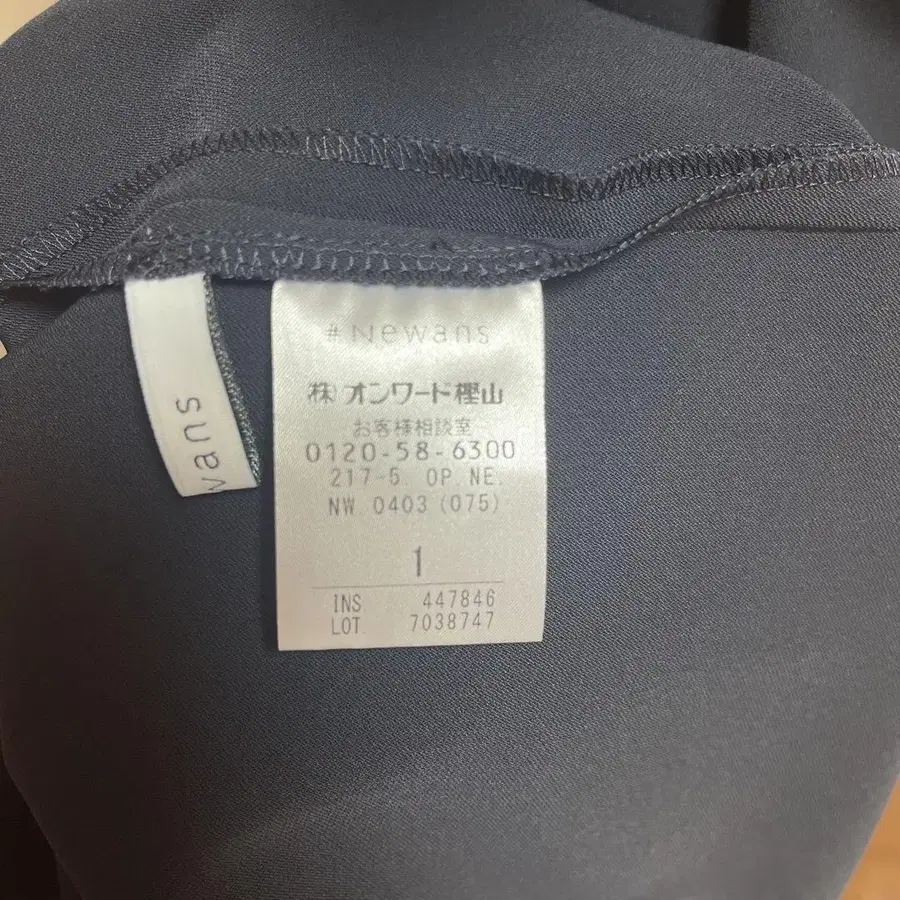 wans
#Newans
㈱オンワード樫山
お客様相談室
0120-58-6300
217-5. OP. NE.
NW 0403 (075)
1
INS. 447846
LOT. 7038747